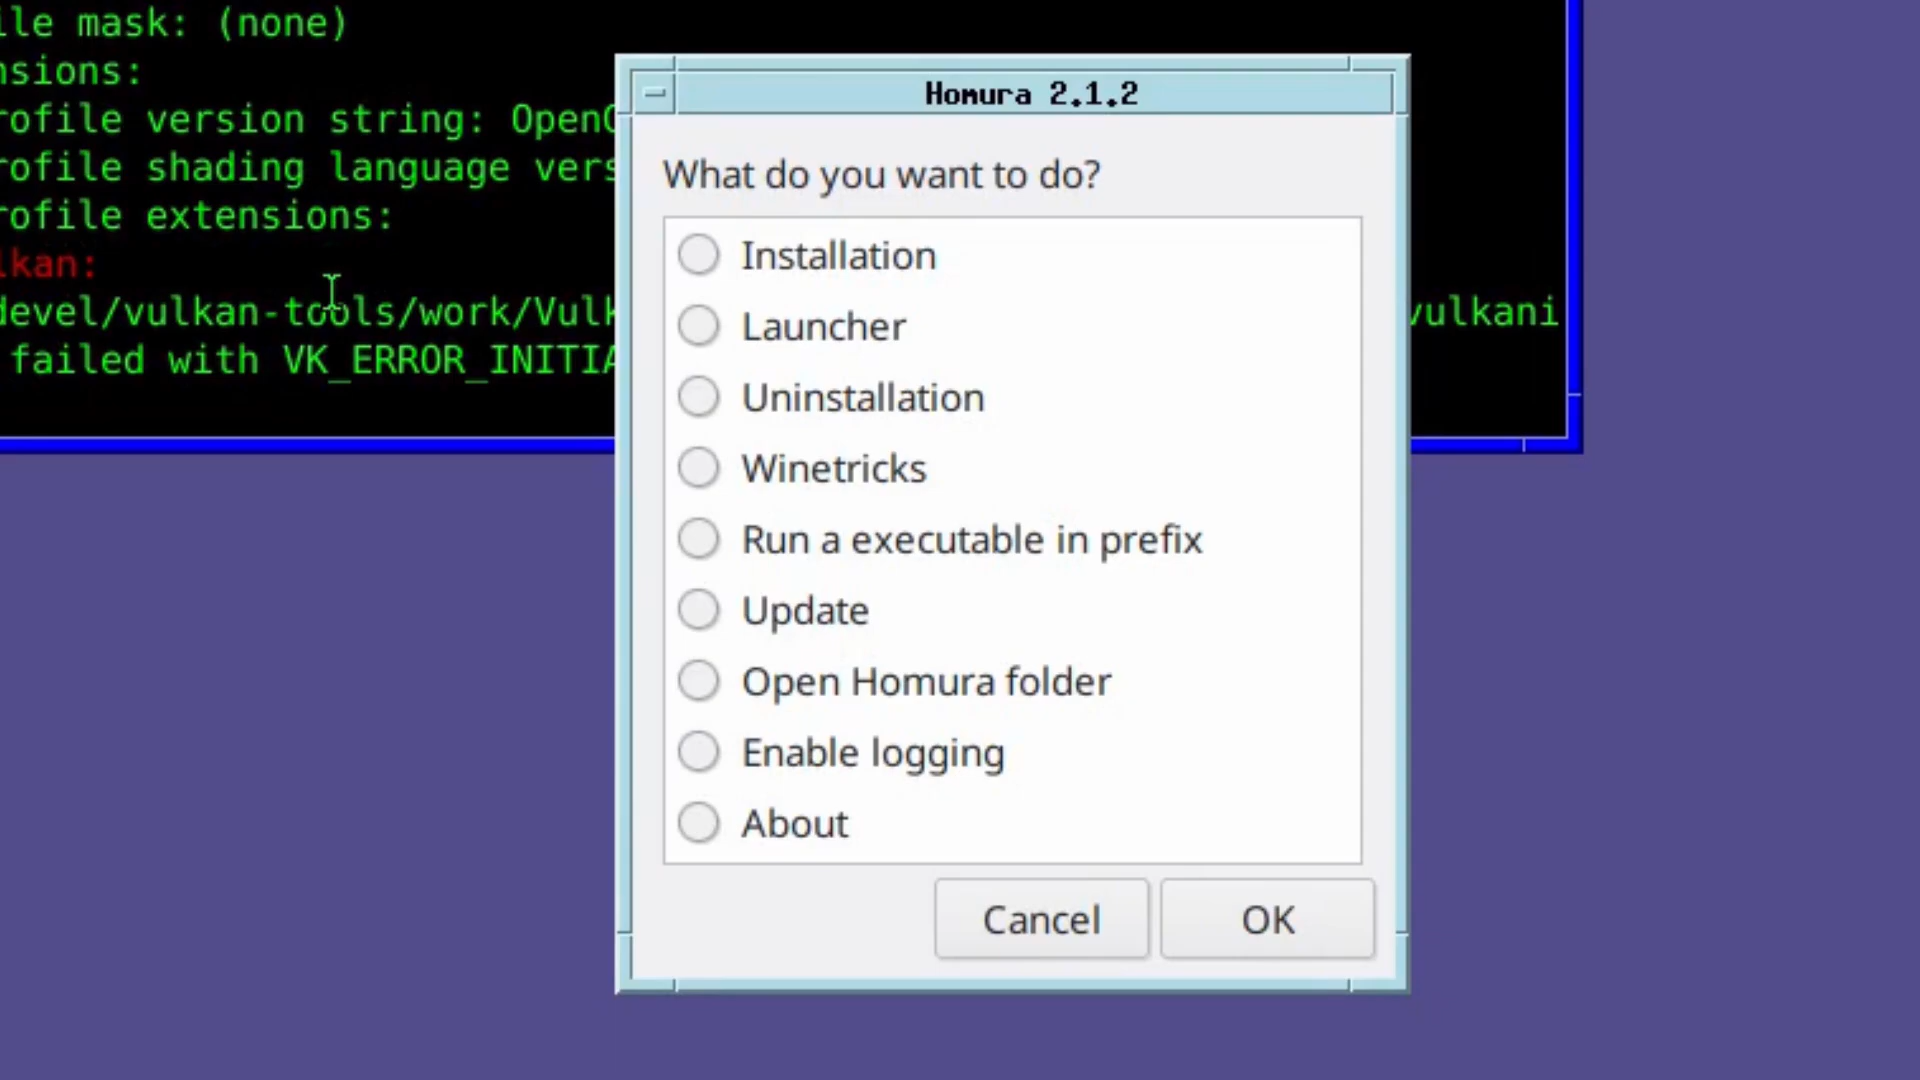 ile mask: (none)
nsions:
rofile version string: OpenG
rofile shading language vers
rofile extensions:
lkan:
devel/vulkan-tools/work/Vulk
vulkani
failed with VK_ERROR_INITIA
Homura 2.1.2
What do you want to do?
Installation
Launcher
Uninstallation
Winetricks
Run a executable in prefix
Update
Open Homura folder
Enable logging
About
Cancel
OK